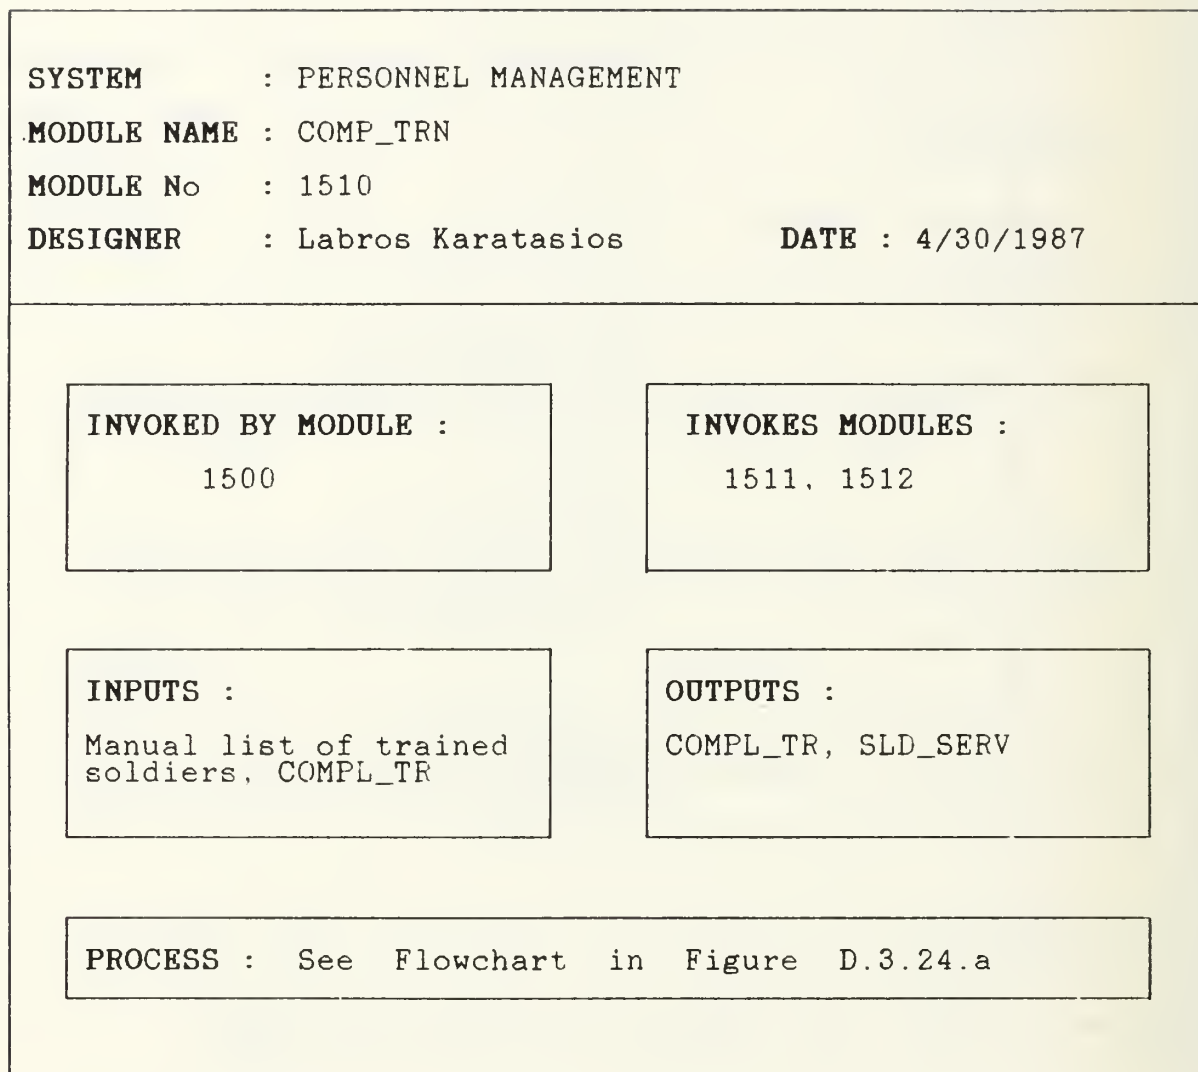 SYSTEM : PERSONNEL MANAGEMENT
MODULE NAME : COMP_TRN
MODULE No : 1510
DESIGNER : Labros Karatasios DATE : 4/30/1987
INVOKED BY MODULE :
1500
INVOKES MODULES :
1511, 1512
INPUTS :
Manual list of trained
soldiers, COMPL_TR
OUTPUTS :
COMPL_TR, SLD_SERV
PROCESS : See Flowchart in Figure D.3.24.a